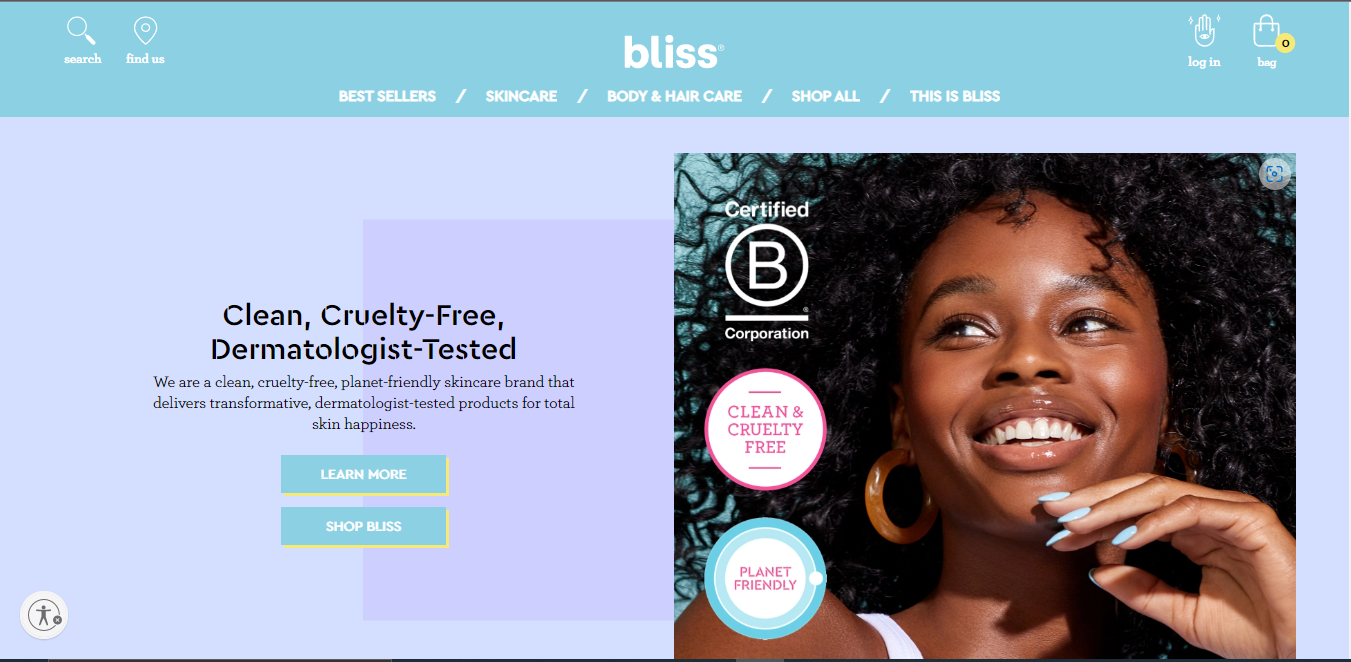 search
find us
bliss®
log in
0
bag
BEST SELLERS / SKINCARE / BODY & HAIR CARE / SHOP ALL / THIS IS BLISS
Clean, Cruelty-Free,
Dermatologist-Tested
We are a clean, cruelty-free, planet-friendly skincare brand that
delivers transformative, dermatologist-tested products for total
skin happiness.
LEARN MORE
SHOP BLISS
Certified
B
®
Corporation
CLEAN &
CRUELTY
FREE
PLANET
FRIENDLY